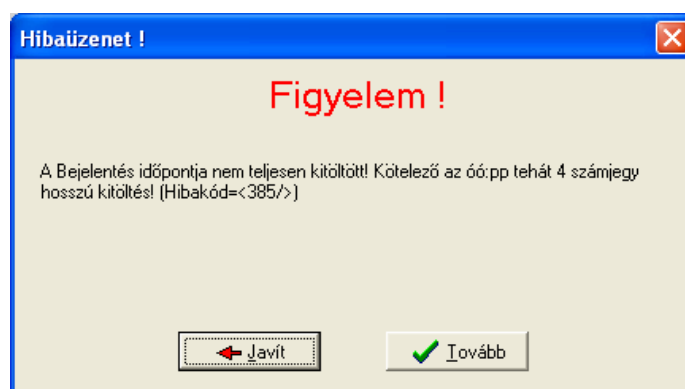 Hibaüzenet !
Figyelem !
A Bejelentés időpontja nem teljesen kitöltött! Kötelező az óó:pp tehát 4 számjegy
hosszú kitöltés! (Hibakód=<385/>)
Javít
Tovább